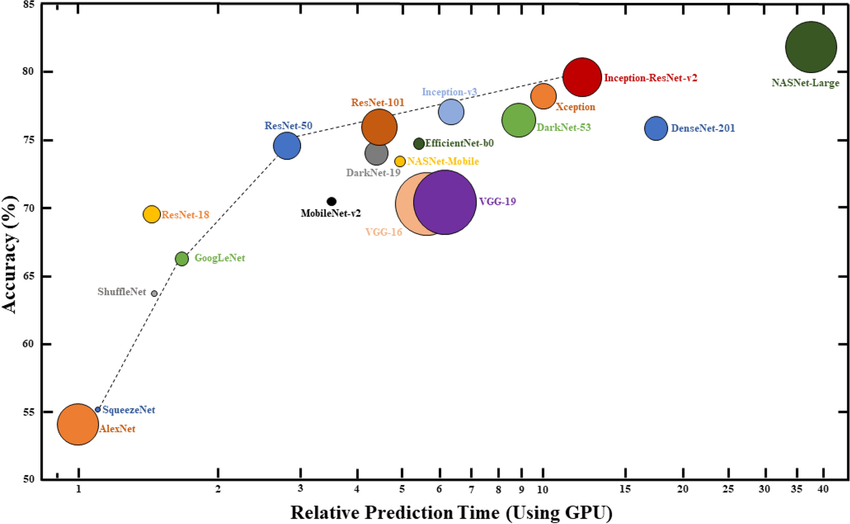 85
80
75
70
65
60
55
50
Accuracy (%)
NASNet-Large
Inception-ResNet-v2
Inception-v3
Xception
ResNet-101
DarkNet-53
DenseNet-201
ResNet-50
EfficientNet-b0
NASNet-Mobile
DarkNet-19
MobileNet-v2
VGG-19
VGG-16
ResNet-18
GoogLeNet
ShuffleNet
SqueezeNet
AlexNet
1 2 3 4 5 6 7 8 9 10 15 20 25 30 35 40
Relative Prediction Time (Using GPU)